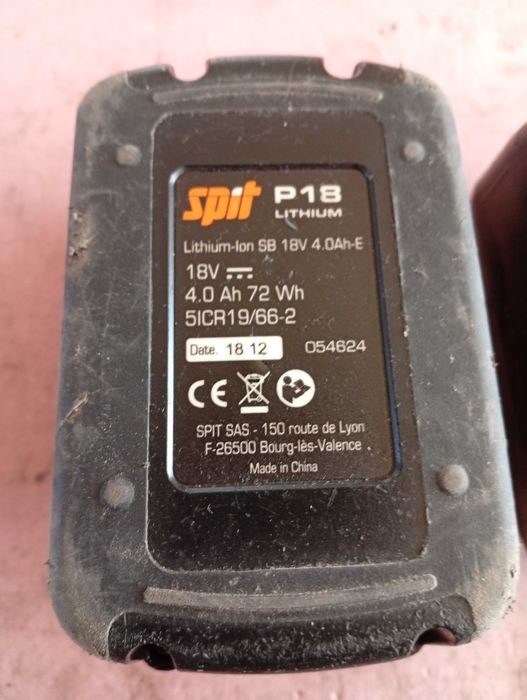 spit P18
LITHIUM
Lithium-Ion SB 18V 4.0Ah-E
18V
4.0 Ah 72 Wh
5ICR19/66-2
Date. 18 12 054624
CE
SPIT SAS - 150 route de Lyon
F-26500 Bourg-lès-Valence
Made in China